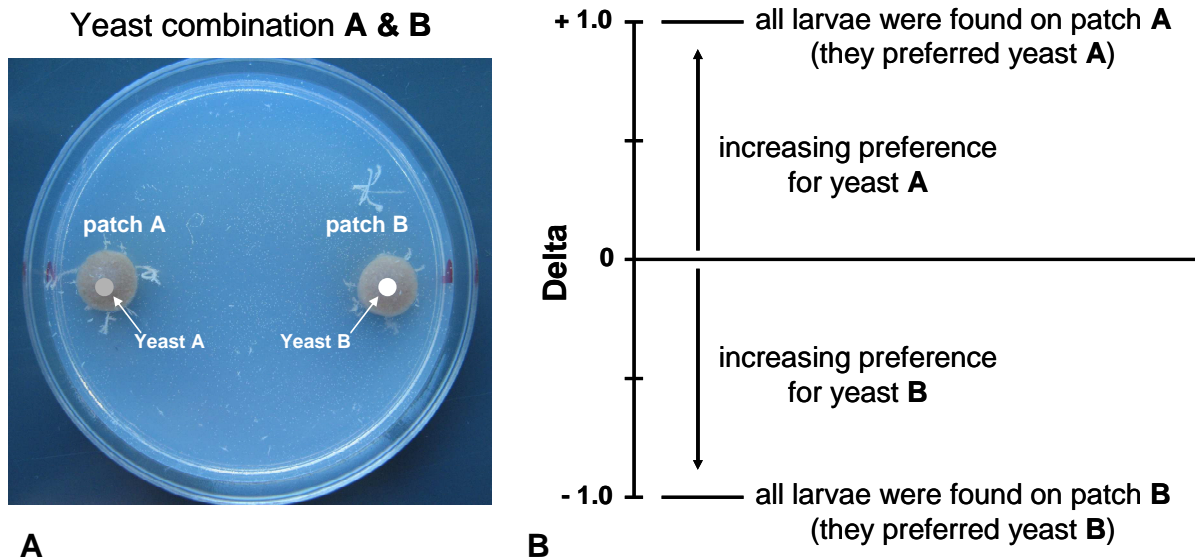 Yeast combination A & B
patch A
patch B
Yeast A
Yeast B
A
+ 1.0
all larvae were found on patch A
(they preferred yeast A)
increasing preference
for yeast A
Delta
0
increasing preference
for yeast B
- 1.0
all larvae were found on patch B
(they preferred yeast B)
B